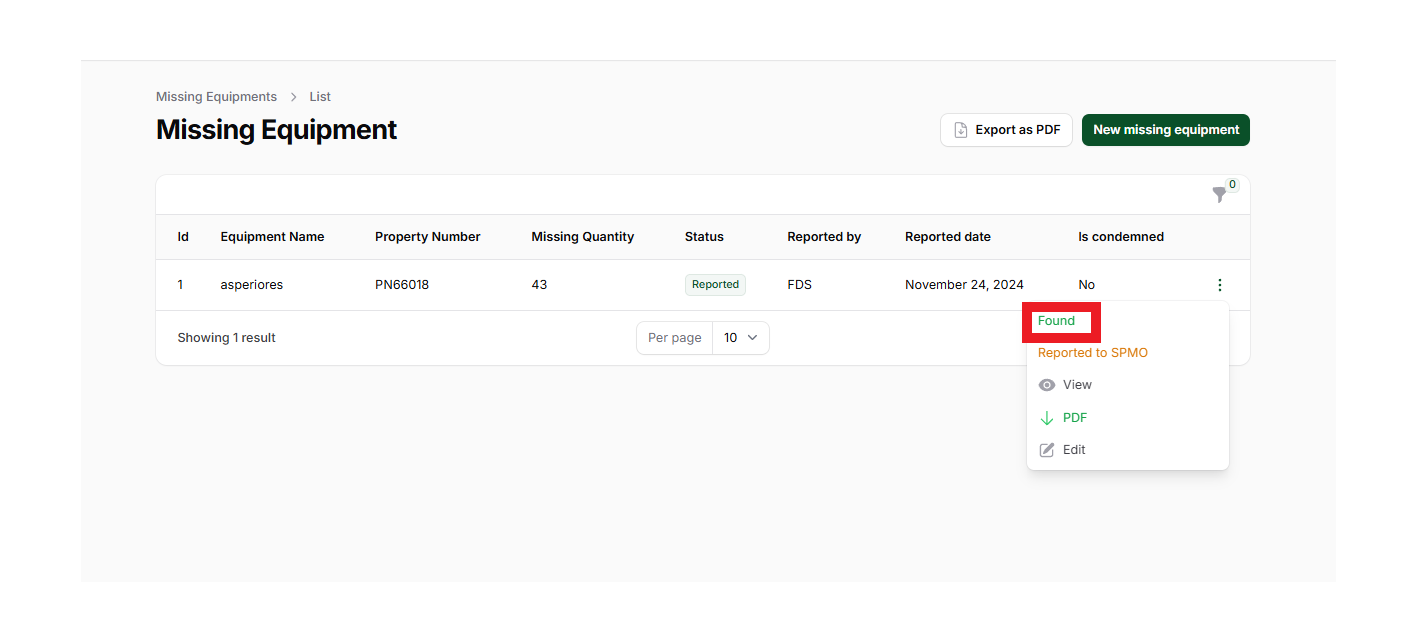 Missing Equipments > List
Missing Equipment
Export as PDF
New missing equipment
0
Id Equipment Name Property Number Missing Quantity Status Reported by Reported date Is condemned
1 asperiores PN66018 43 Reported FDS November 24, 2024 No
Showing 1 result
Per page 10
Found
Reported to SPMO
View
PDF
Edit